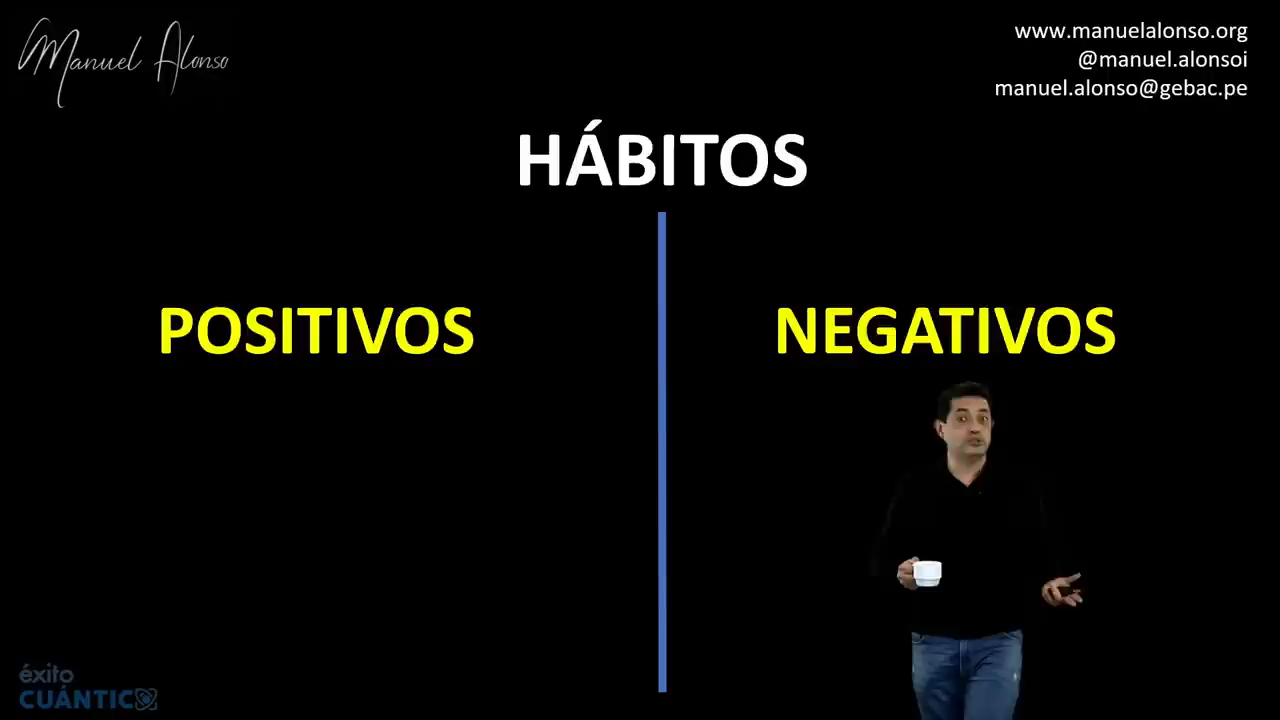 Manuel Alonso
www.manuelalonso.org
@manuel.alonsoi
manuel.alonso@gebac.pe
HÁBITOS
POSITIVOS
NEGATIVOS
éxito
CUÁNTICO